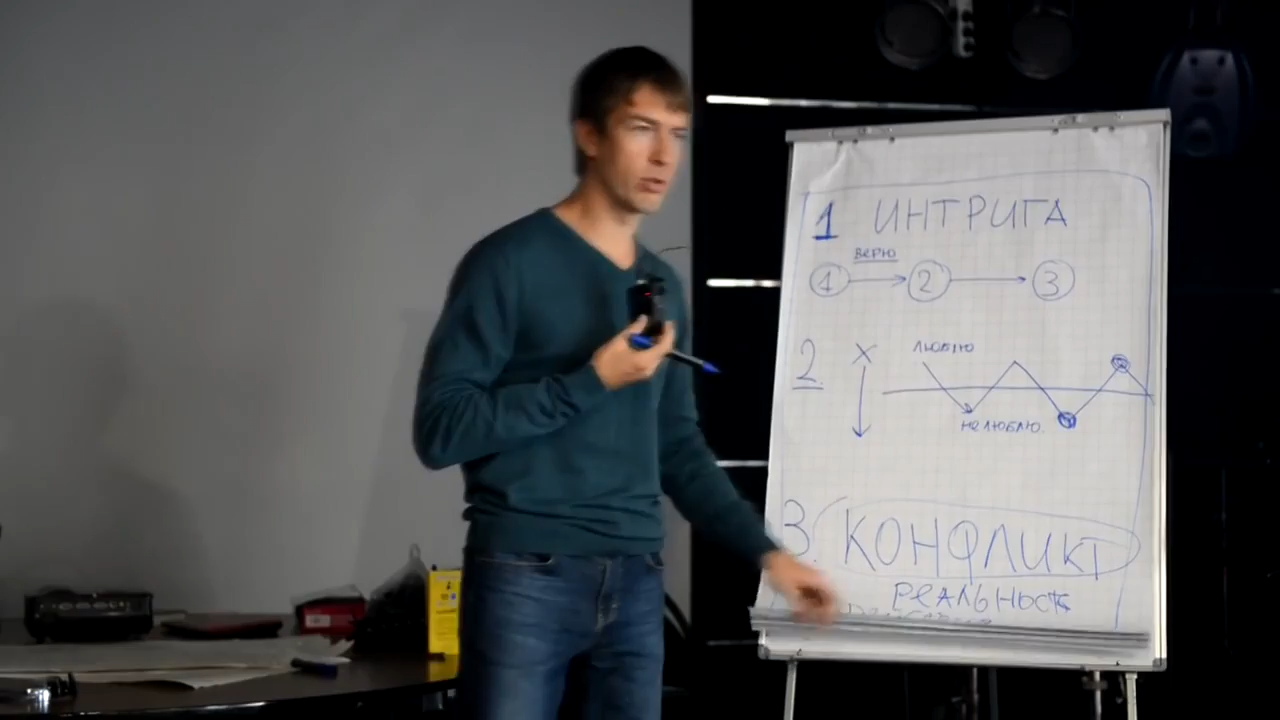 1 ИНТРИГА
верю
1 2 3
2 X люблю
не люблю.
3. КОНФЛИКТ
реальность